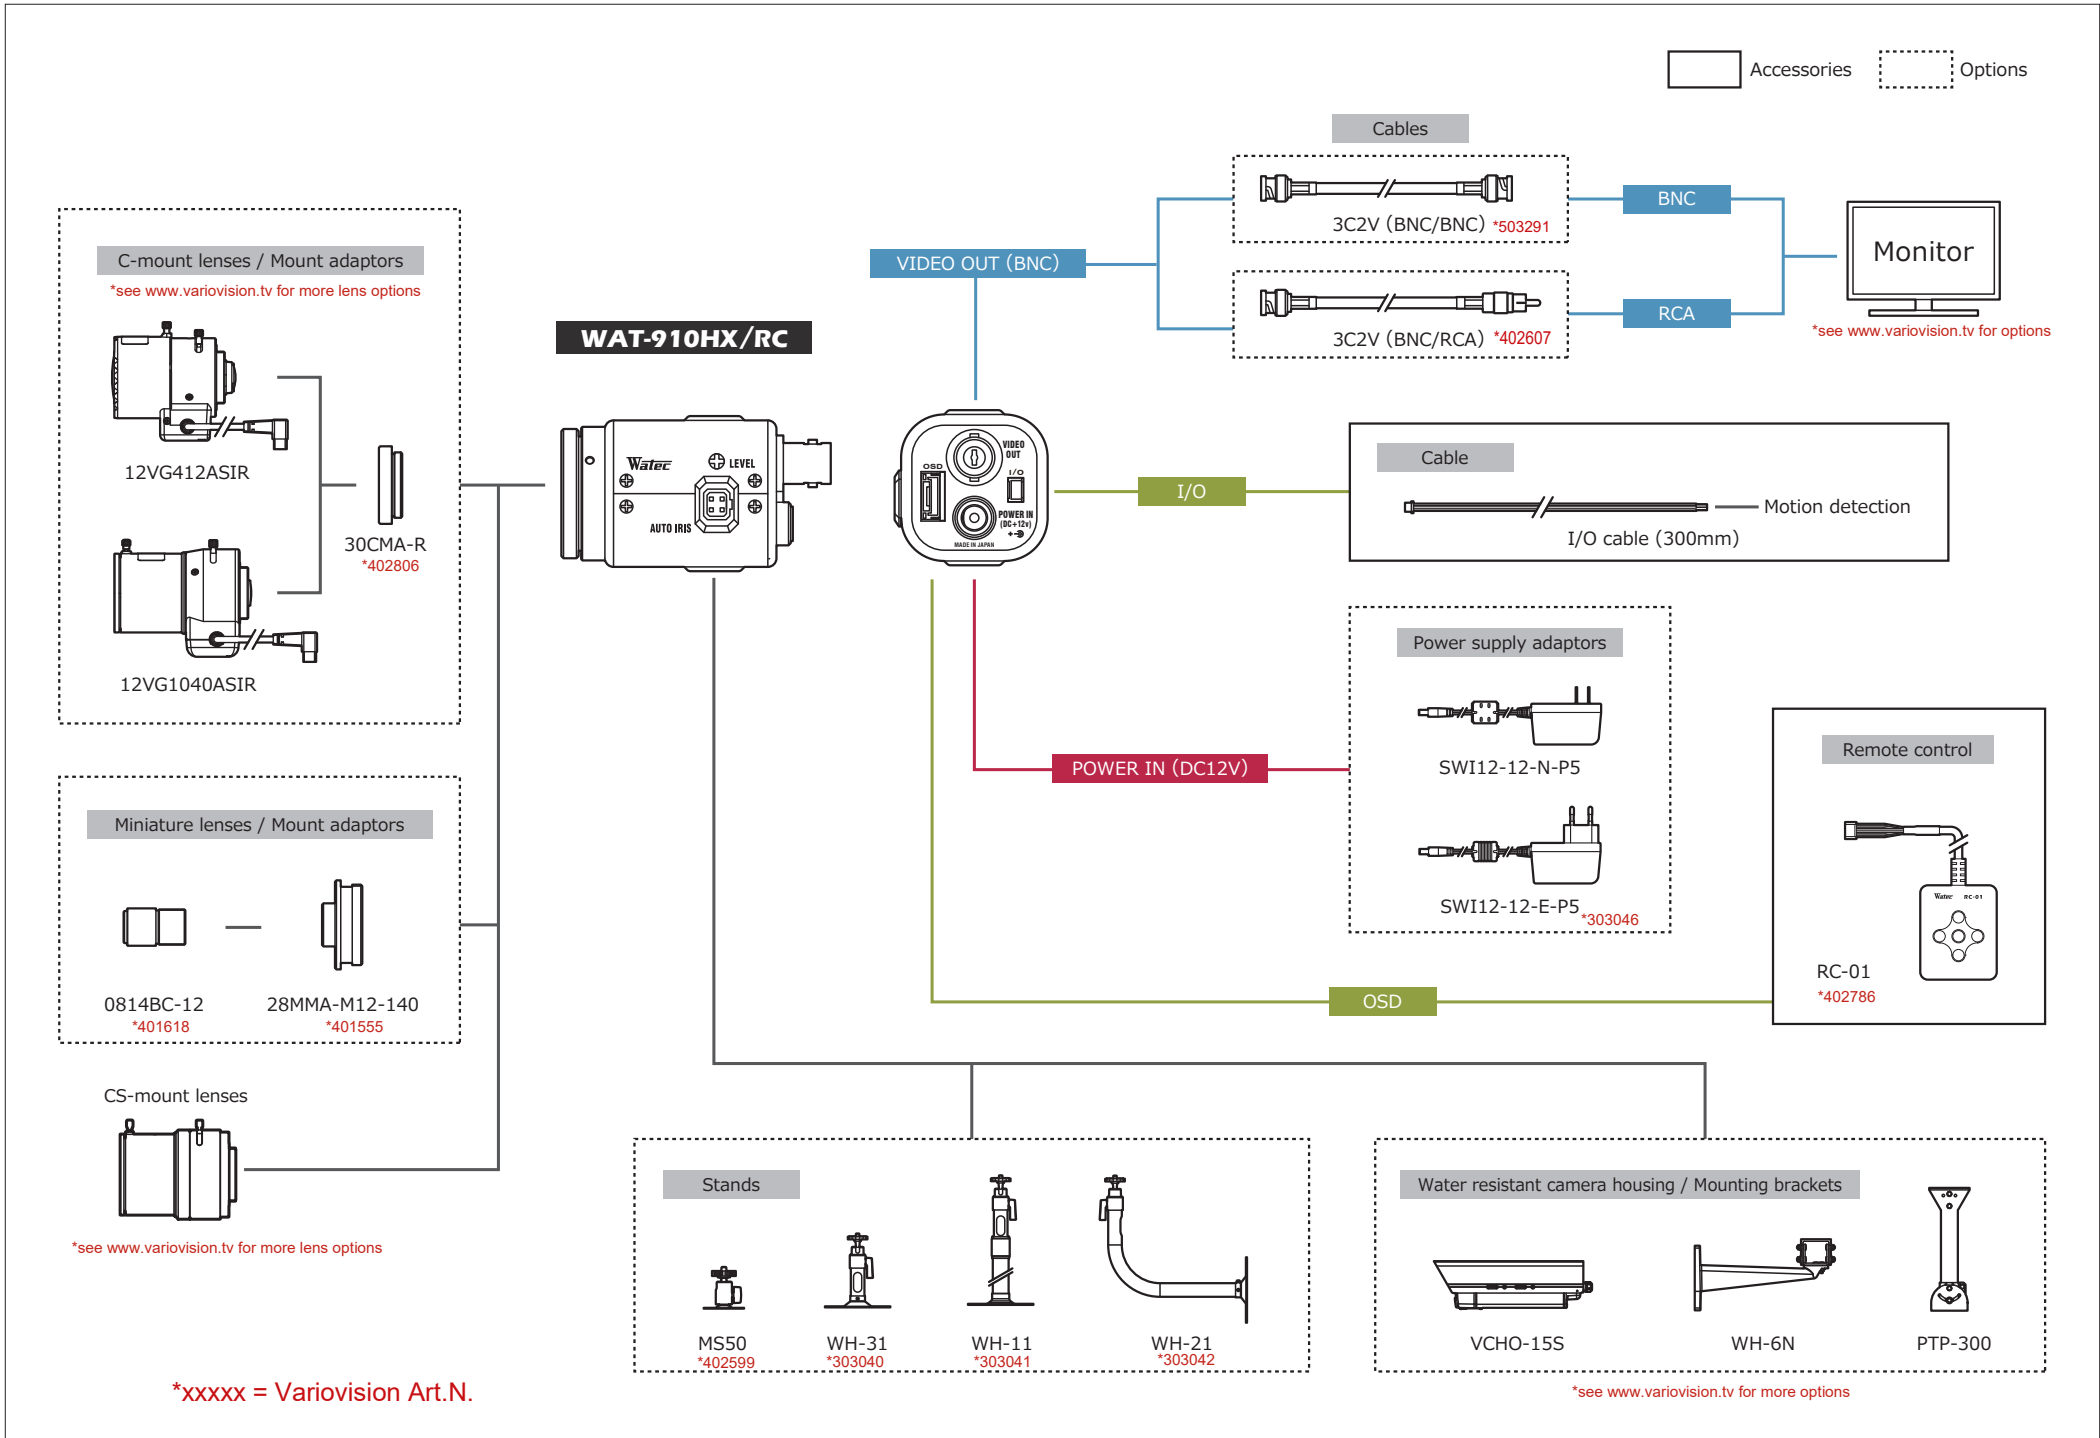 Accessories
Options
Cables
3C2V (BNC/BNC) *503291
BNC
VIDEO OUT (BNC)
3C2V (BNC/RCA) *402607
RCA
Monitor
*see www.variovision.tv for options
C-mount lenses / Mount adaptors
*see www.variovision.tv for more lens options
12VG412ASIR
30CMA-R
*402806
12VG1040ASIR
WAT-910HX/RC
Watec
LEVEL
AUTO IRIS
VIDEO
OUT
OSD
I/O
POWER IN
(DC+12v)
MADE IN JAPAN
I/O
Cable
Motion detection
I/O cable (300mm)
Power supply adaptors
SWI12-12-N-P5
POWER IN (DC12V)
SWI12-12-E-P5
*303046
Remote control
Watec RC-01
RC-01
*402786
OSD
Miniature lenses / Mount adaptors
0814BC-12
*401618
28MMA-M12-140
*401555
CS-mount lenses
*see www.variovision.tv for more lens options
Stands
MS50
*402599
WH-31
*303040
WH-11
*303041
WH-21
*303042
Water resistant camera housing / Mounting brackets
VCHO-15S
WH-6N
PTP-300
*see www.variovision.tv for more options
*xxxxx = Variovision Art.N.